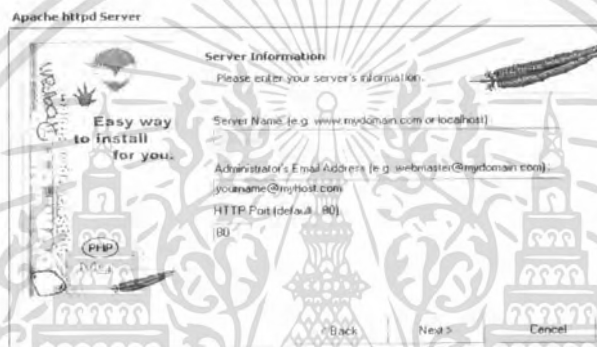 Apache httpd Server
Server Information
Please enter your server's information.
Easy way
to install
for you.
Server Name (e.g. www.mydomain.com or localhost)
Administrator's Email Address (e.g. webmaster@mydomain.com) :
yourname@myHost.com
HTTP Port (default : 80)
80
PHP
< Back
Next >
Cancel